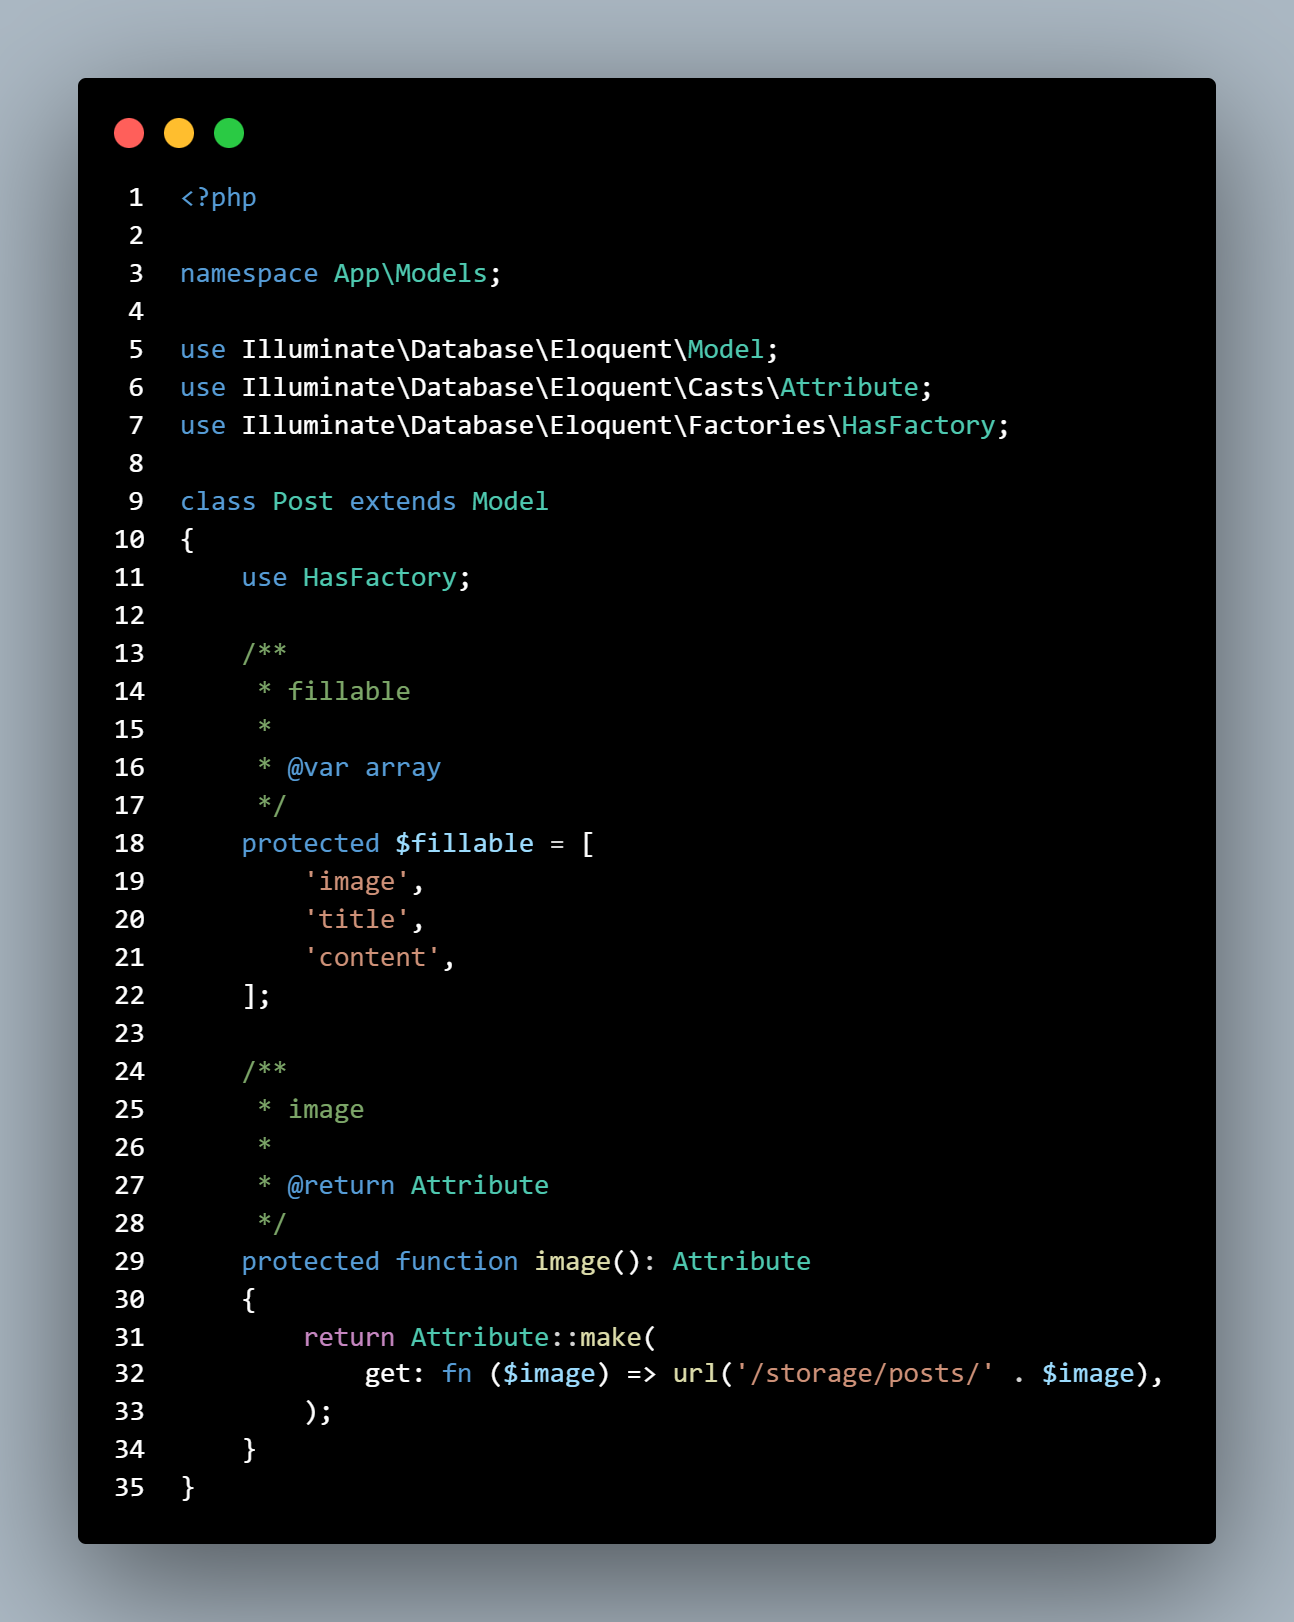 1 <?php
2
3 namespace App\Models;
4
5 use Illuminate\Database\Eloquent\Model;
6 use Illuminate\Database\Eloquent\Casts\Attribute;
7 use Illuminate\Database\Eloquent\Factories\HasFactory;
8
9 class Post extends Model
10 {
11     use HasFactory;
12
13     /**
14      * fillable
15      *
16      * @var array
17      */
18     protected $fillable = [
19         'image',
20         'title',
21         'content',
22     ];
23
24     /**
25      * image
26      *
27      * @return Attribute
28      */
29     protected function image(): Attribute
30     {
31         return Attribute::make(
32             get: fn ($image) => url('/storage/posts/' . $image),
33         );
34     }
35 }